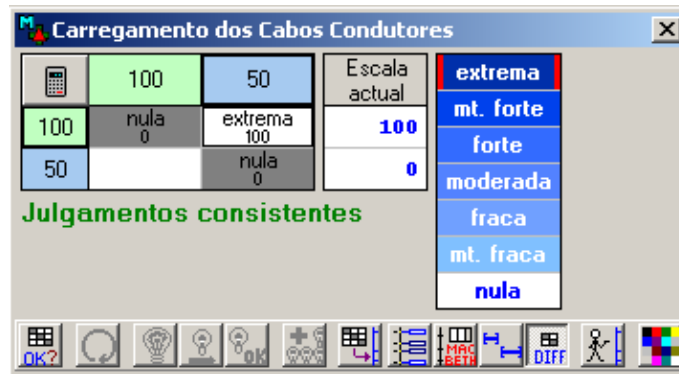 Carregamento dos Cabos Condutores
100 50 Escala actual
100 nula 0 extrema 100 100
50 nula 0 0
Julgamentos consistentes
extrema
mt. forte
forte
moderada
fraca
mt. fraca
nula
OK? OK MAC BETH DIFF